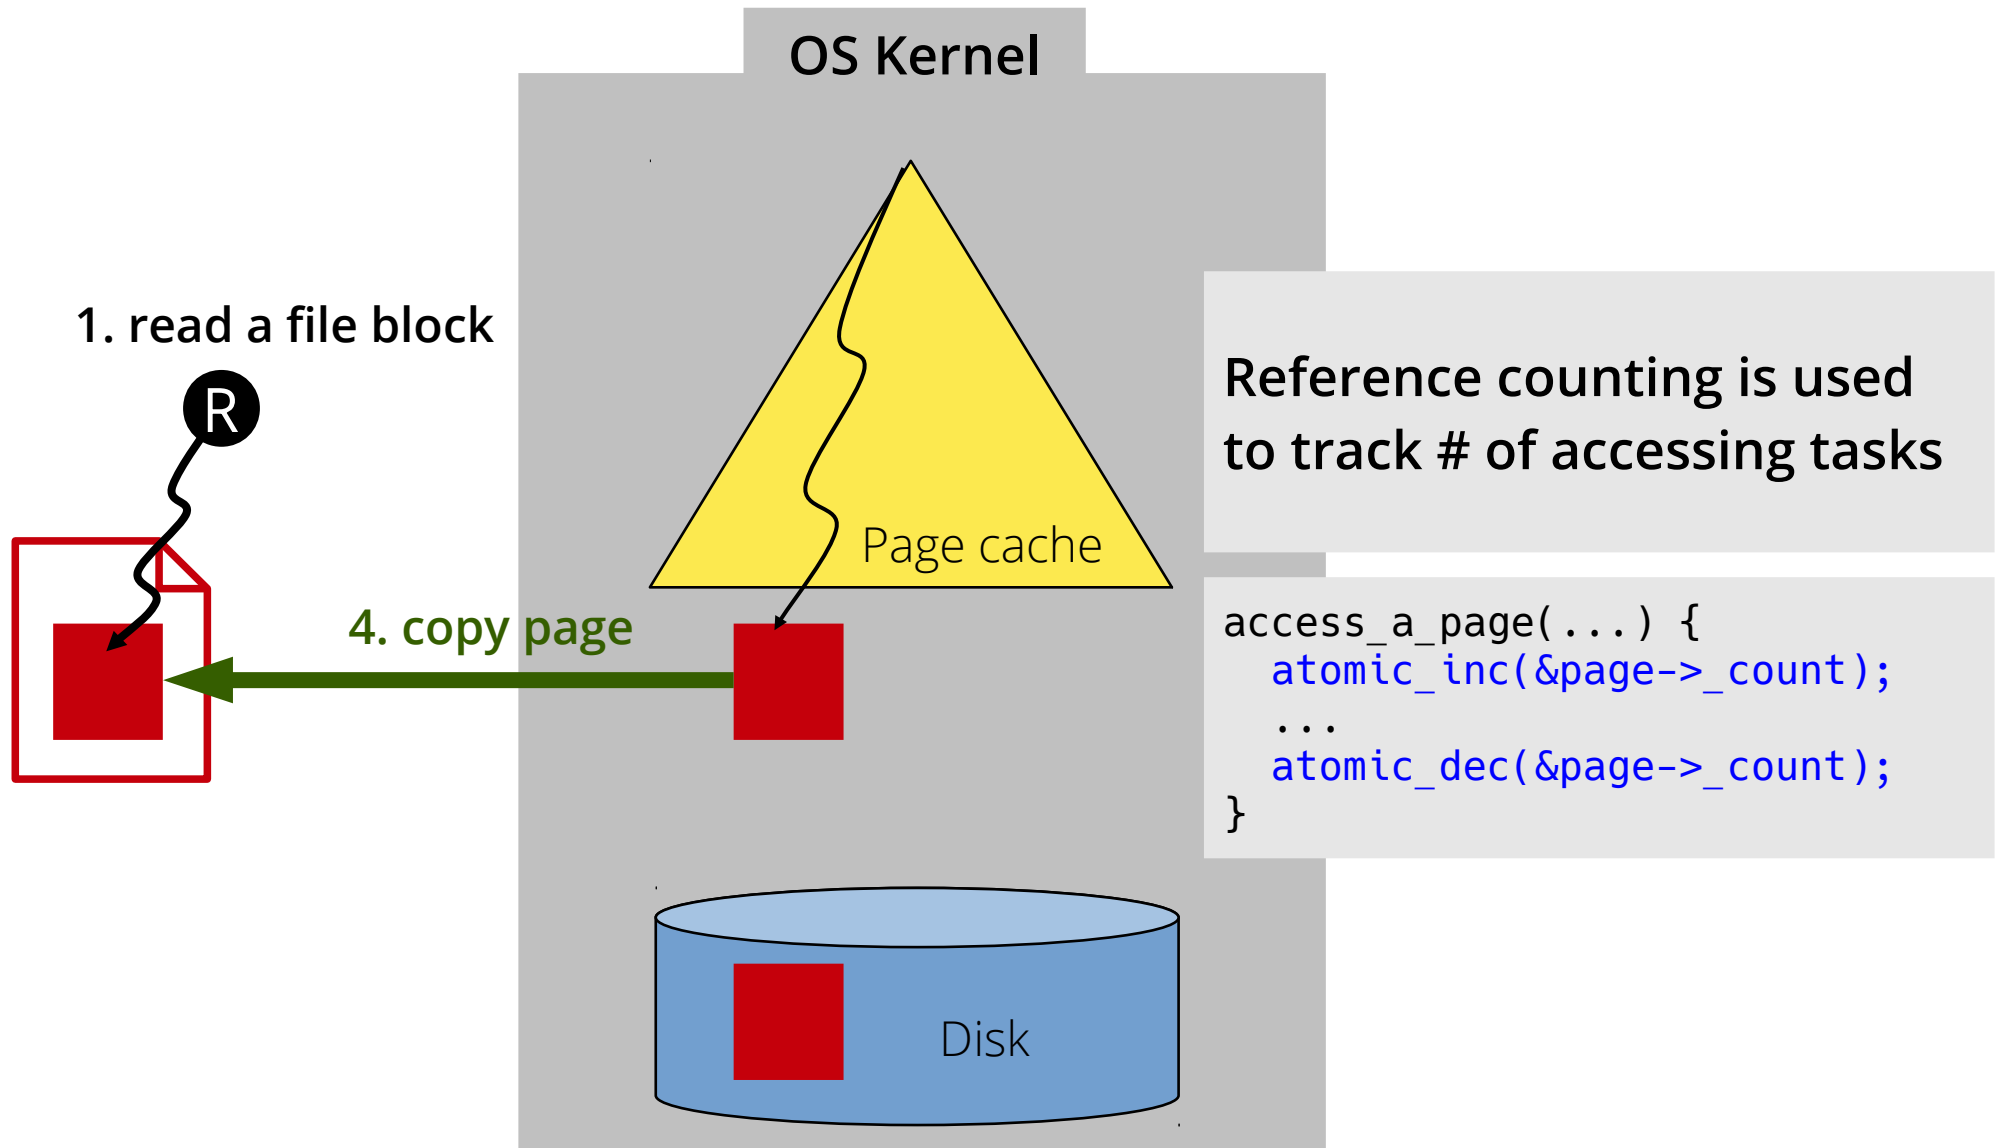 OS Kernel
1. read a file block
R
Page cache
4. copy page
Disk
Reference counting is used
to track # of accessing tasks
access_a_page(...) {
  atomic_inc(&page->_count);
  ...
  atomic_dec(&page->_count);
}